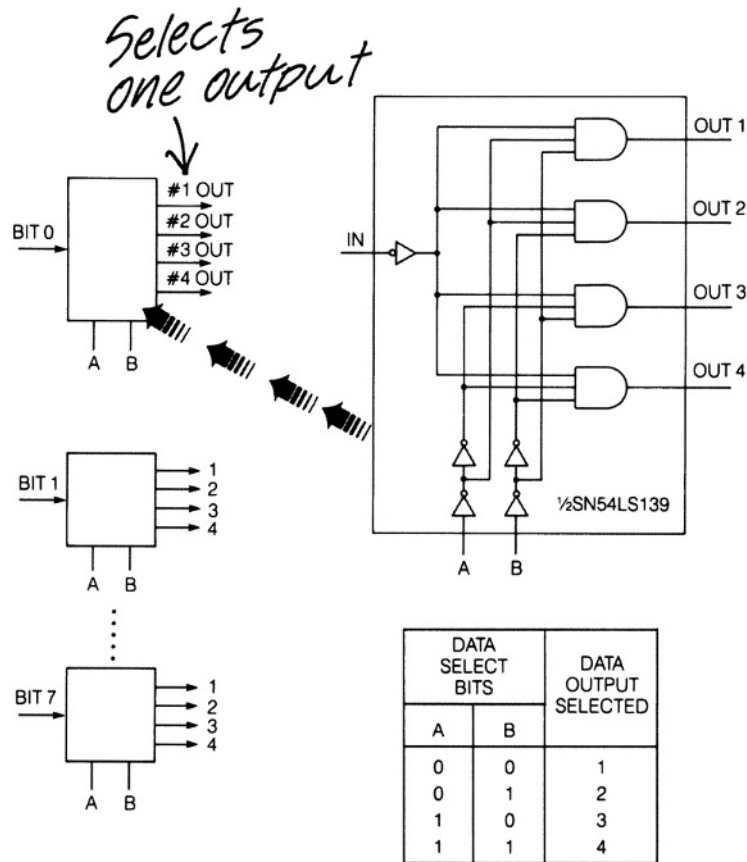 Selects
one output
#1 OUT
#2 OUT
#3 OUT
#4 OUT
BIT 0
A B
BIT 1
1
2
3
4
A B
BIT 7
1
2
3
4
A B
OUT 1
OUT 2
IN
OUT 3
OUT 4
½SN54LS139
A B
DATA
SELECT
BITS
DATA
OUTPUT
SELECTED
A B
0 0 1
0 1 2
1 0 3
1 1 4